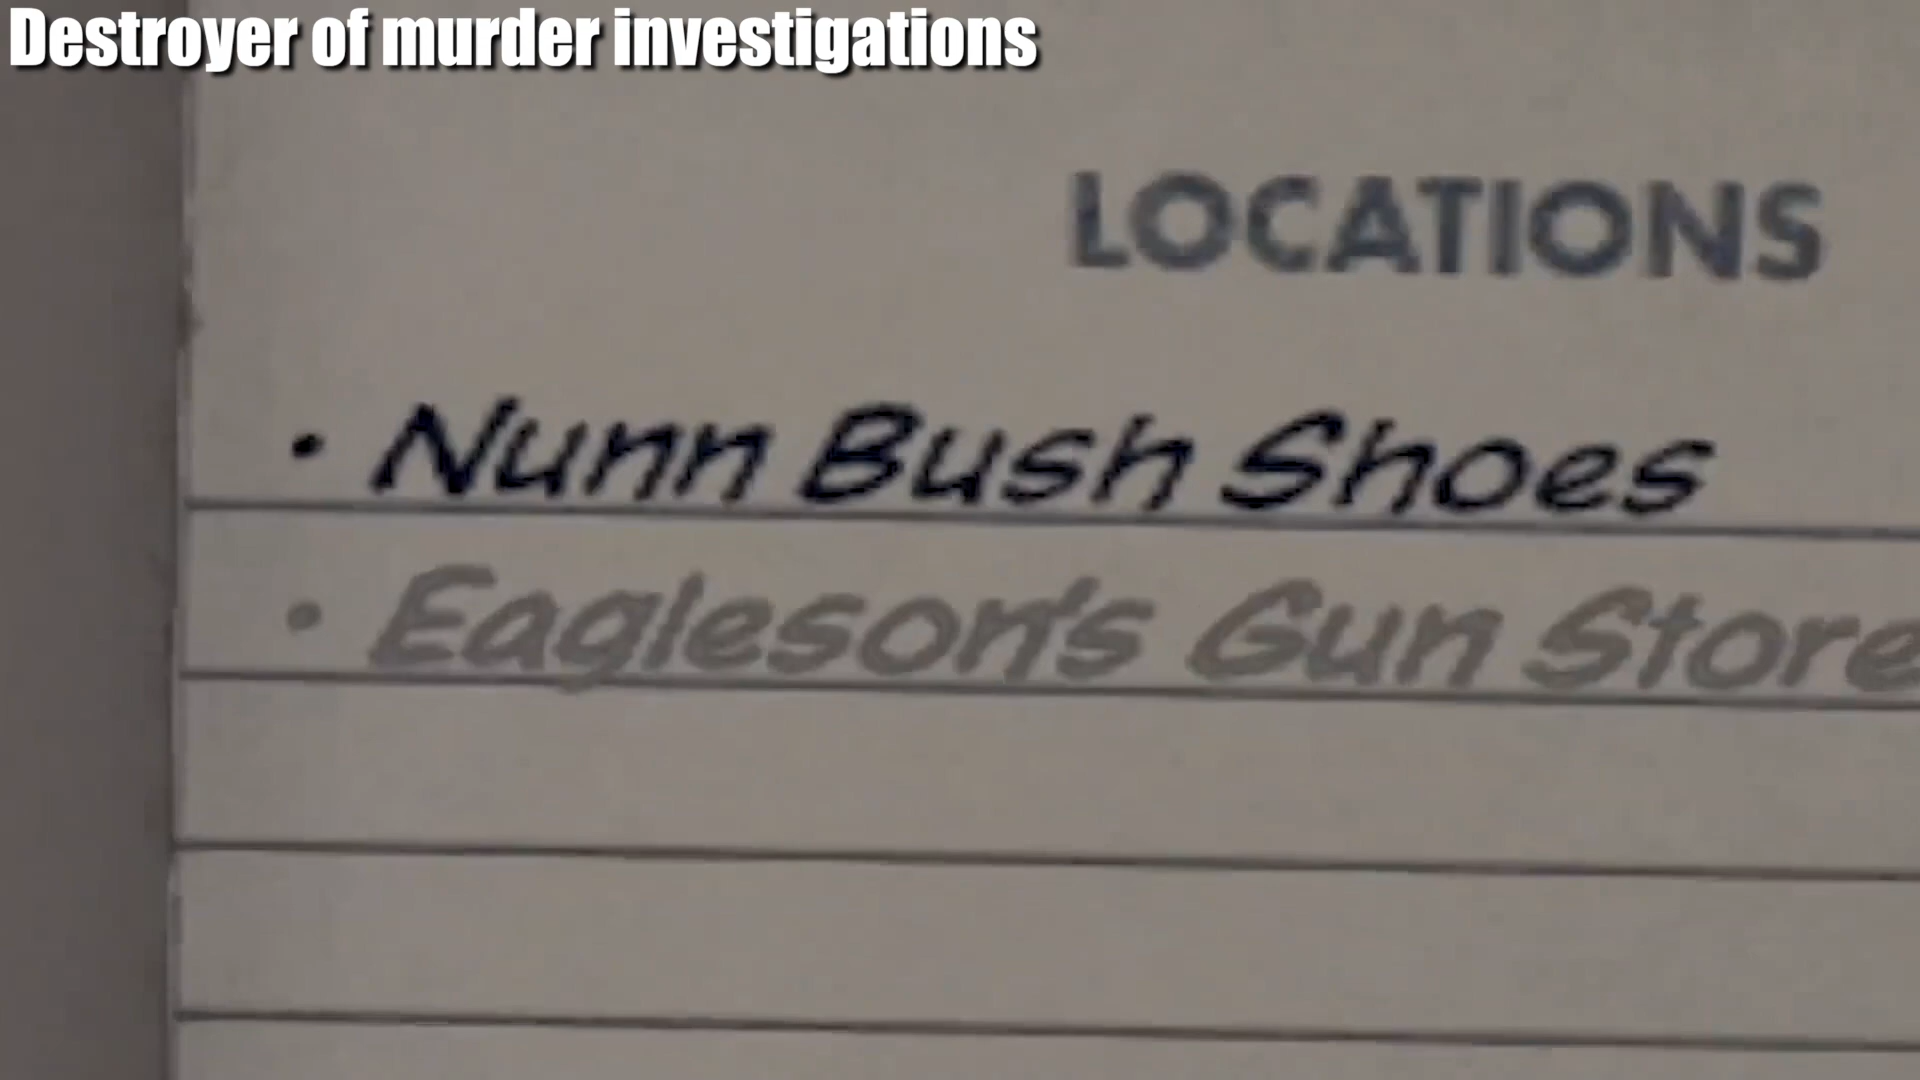 Destroyer of murder investigations
LOCATIONS
• Nunn Bush Shoes
• Eagleson's Gun Store